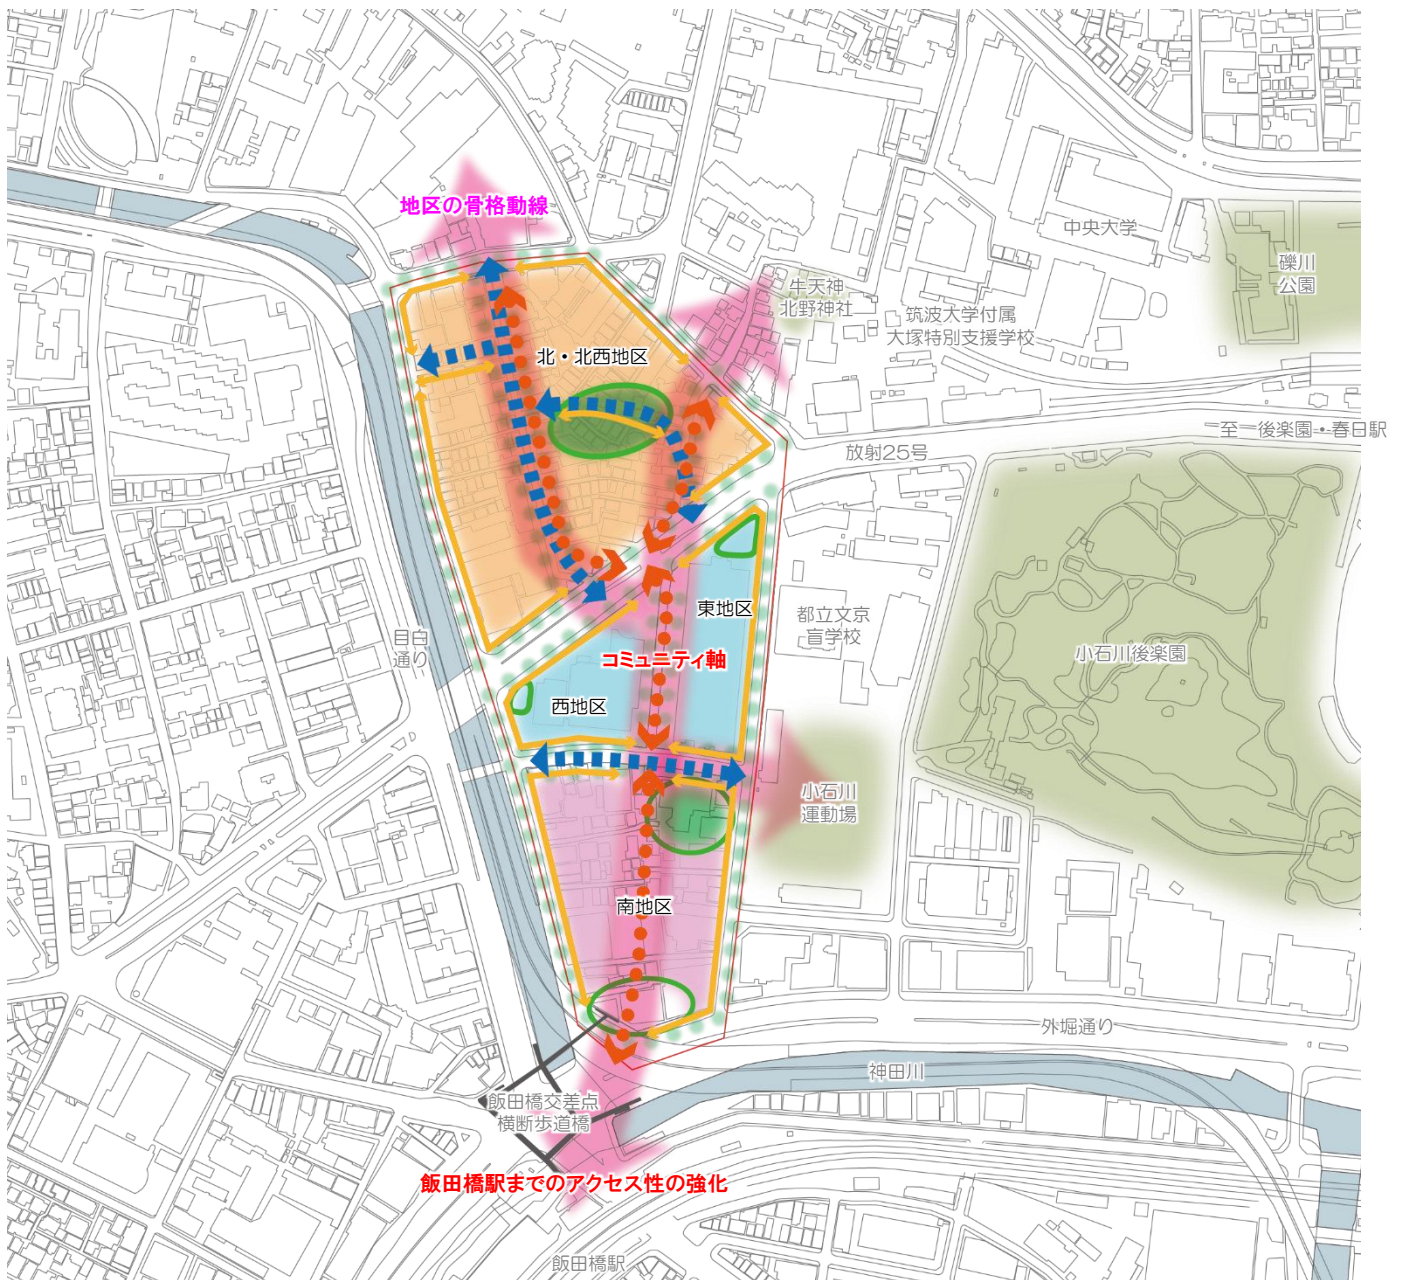 地区の骨格動線
中央大学
礫川
公園
牛天神
北野神社
筑波大学付属
大塚特別支援学校
北・北西地区
至 後楽園・春日駅
放射25号
東地区
都立文京
盲学校
目白
通り
コミュニティ軸
小石川後楽園
西地区
小石川
運動場
南地区
外堀通り
神田川
飯田橋交差点
横断歩道橋
飯田橋駅までのアクセス性の強化
飯田橋駅